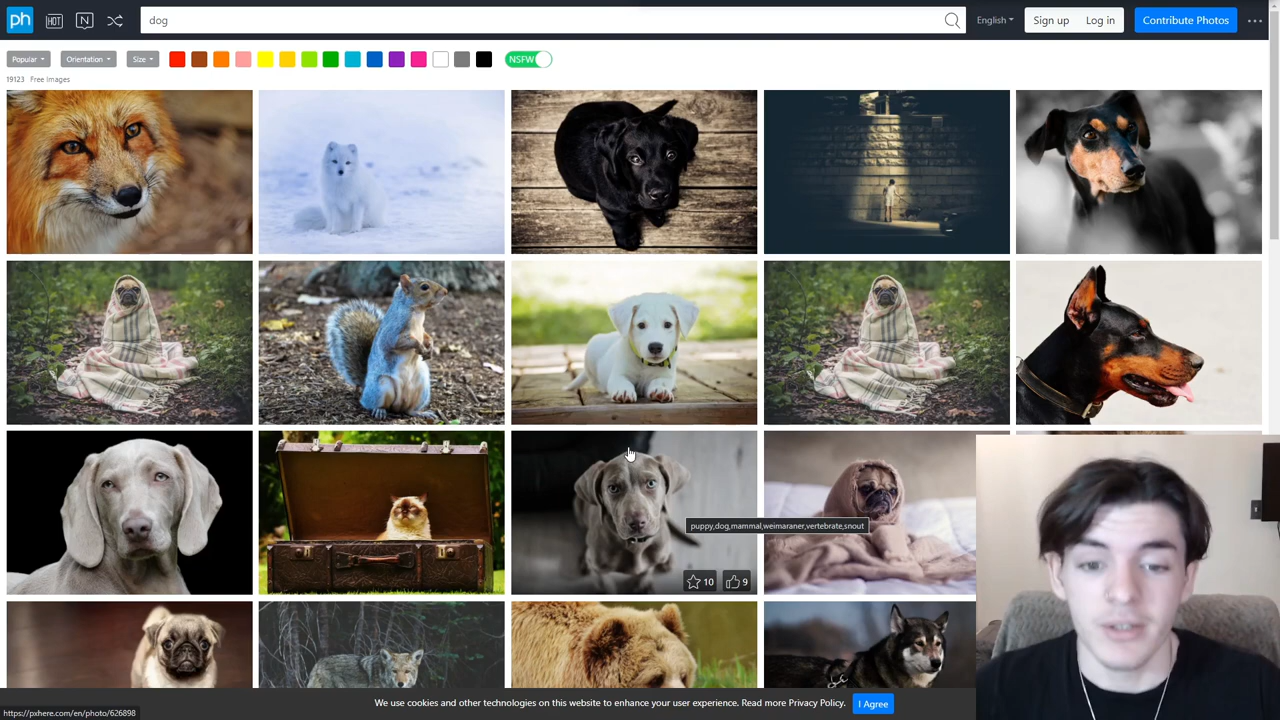 ph HOT N dog English Sign up Log in Contribute Photos
Popular Orientation Size NSFW
19123 Free Images
puppy,dog,mammal,weimaraner,vertebrate,snout
10 9
We use cookies and other technologies on this website to enhance your user experience. Read more Privacy Policy. I Agree
https://pxhere.com/en/photo/626898